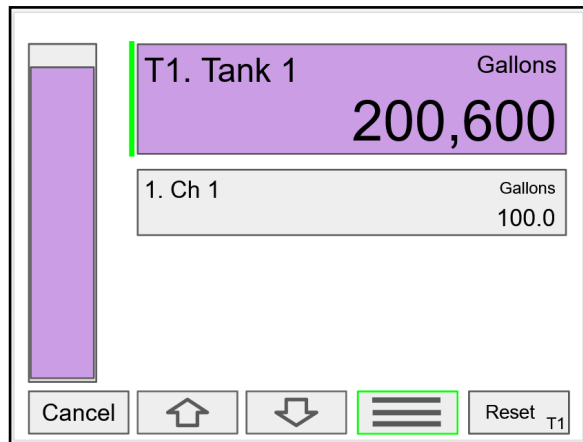 T1. Tank 1
Gallons
200,600
1. Ch 1
Gallons
100.0
Cancel
Reset T1